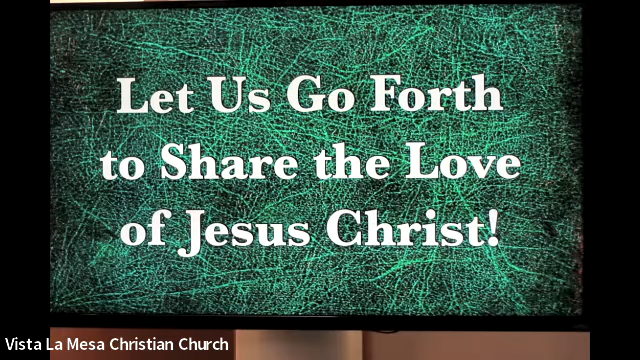 Let Us Go Forth
to Share the Love
of Jesus Christ!
Vista La Mesa Christian Church